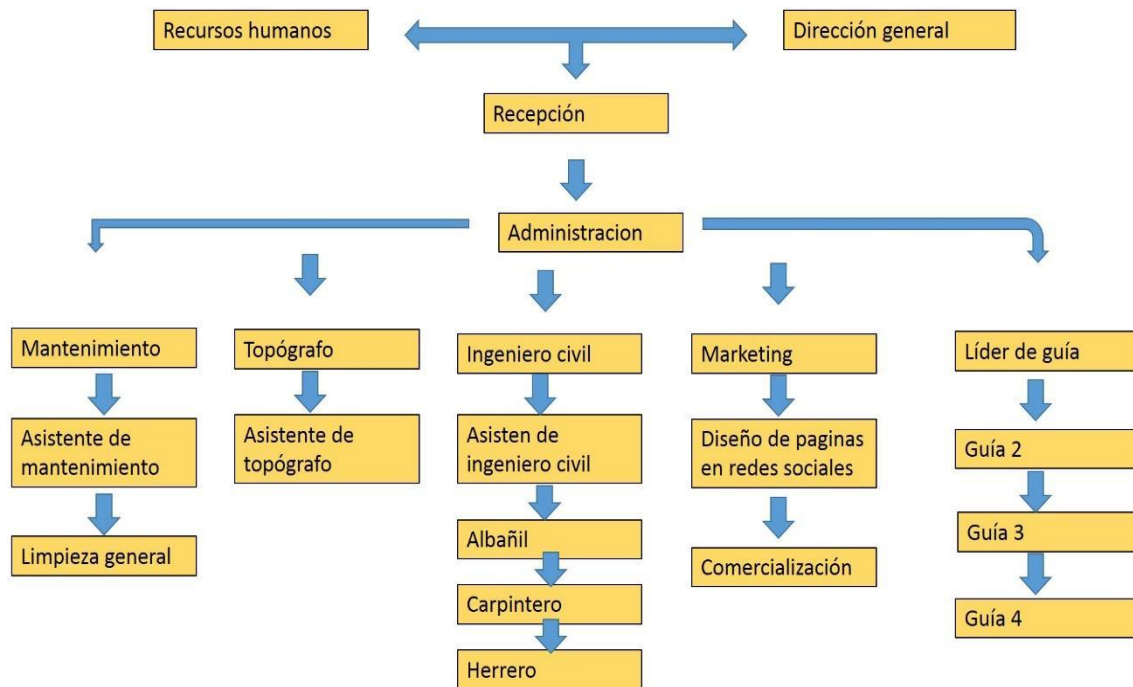 Recursos humanos
Dirección general
Recepción
Administracion
Mantenimiento
Topógrafo
Ingeniero civil
Marketing
Líder de guía
Asistente de
mantenimiento
Asistente de
topógrafo
Asisten de
ingeniero civil
Diseño de paginas
en redes sociales
Guía 2
Limpieza general
Albañil
Comercialización
Guía 3
Carpintero
Guía 4
Herrero